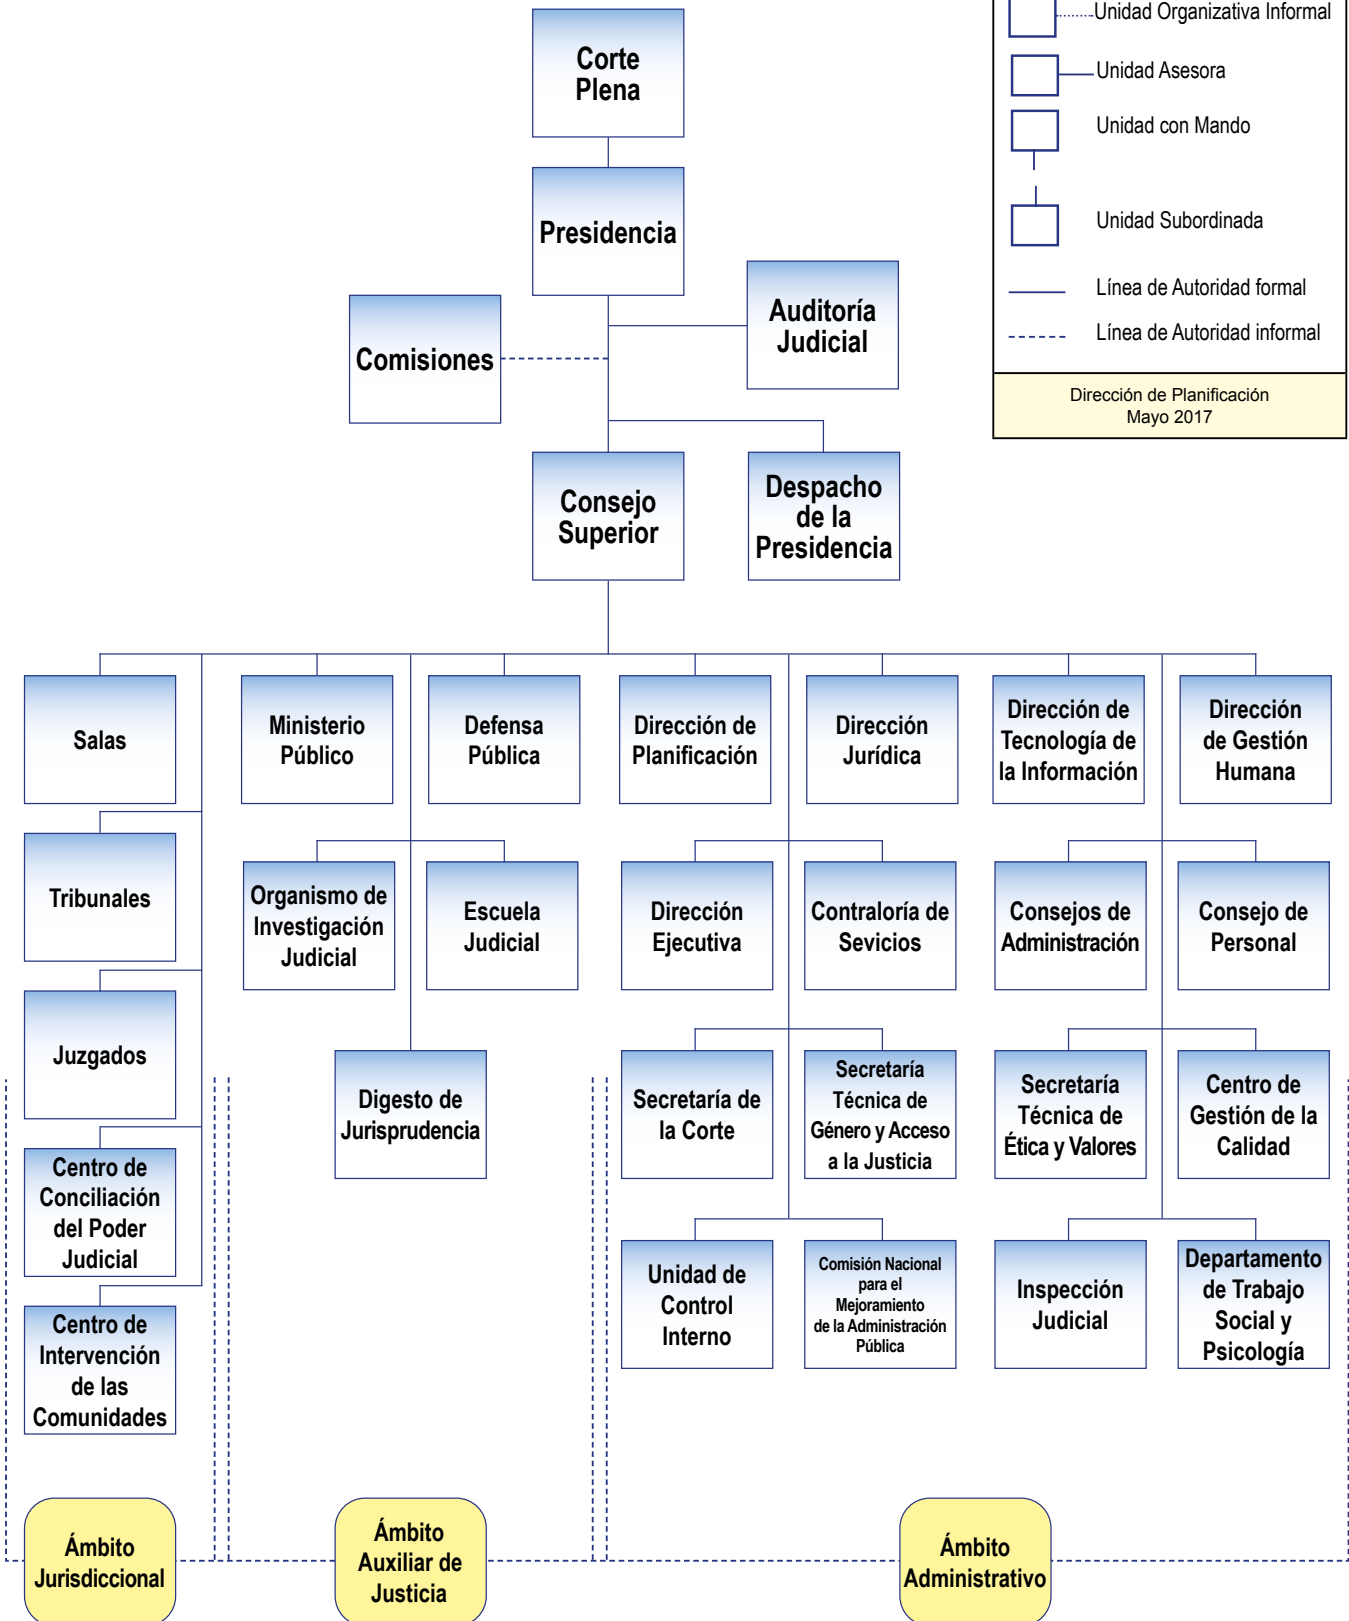 Unidad Organizativa Informal
Unidad Asesora
Unidad con Mando
Unidad Subordinada
Línea de Autoridad formal
Línea de Autoridad informal
Dirección de Planificación
Mayo 2017
Corte
Plena
Presidencia
Auditoría
Judicial
Comisiones
Consejo
Superior
Despacho
de la
Presidencia
Salas
Ministerio
Público
Defensa
Pública
Dirección de
Planificación
Dirección
Jurídica
Dirección de
Tecnología de
la Información
Dirección
de Gestión
Humana
Tribunales
Organismo de
Investigación
Judicial
Escuela
Judicial
Dirección
Ejecutiva
Contraloría de
Sevicios
Consejos de
Administración
Consejo de
Personal
Juzgados
Digesto de
Jurisprudencia
Secretaría de
la Corte
Secretaría
Técnica de
Género y Acceso
a la Justicia
Secretaría
Técnica de
Ética y Valores
Centro de
Gestión de la
Calidad
Centro de
Conciliación
del Poder
Judicial
Unidad de
Control
Interno
Comisión Nacional
para el
Mejoramiento
de la Administración
Pública
Inspección
Judicial
Departamento
de Trabajo
Social y
Psicología
Centro de
Intervención
de las
Comunidades
Ámbito
Jurisdiccional
Ámbito
Auxiliar de
Justicia
Ámbito
Administrativo